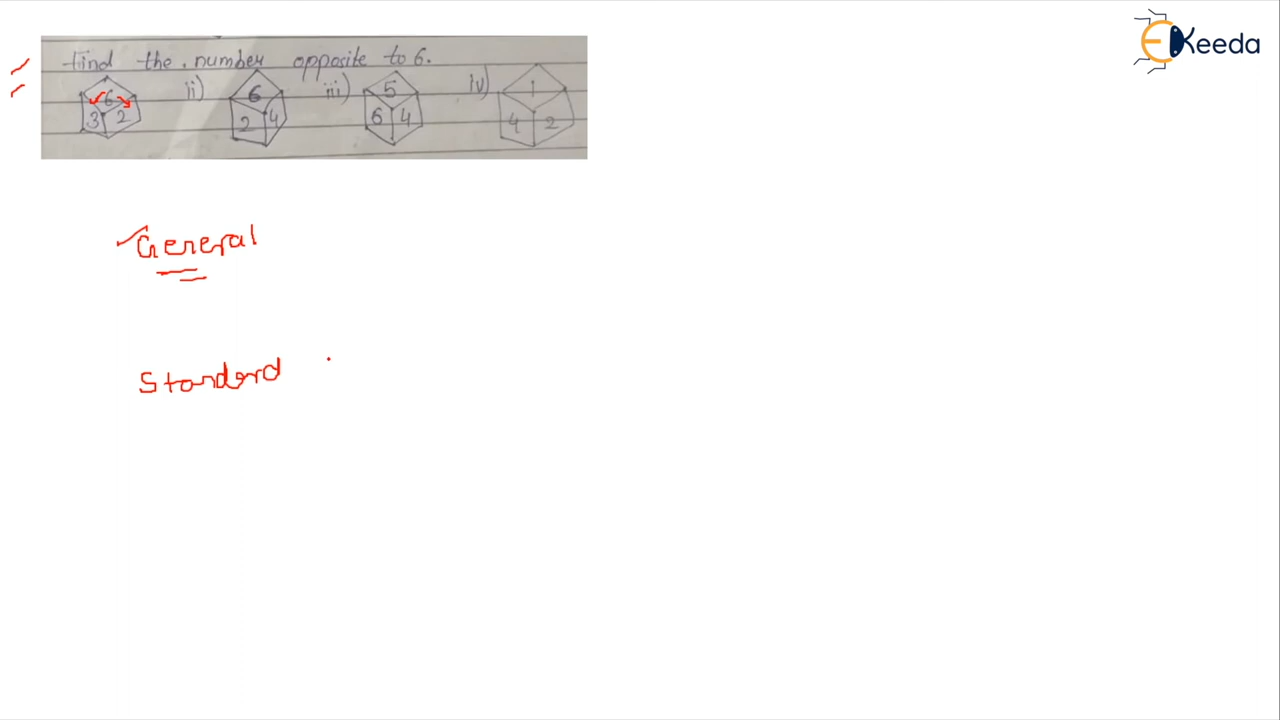 Keeda
Find the number opposite to 6.
6 3 2
ii) 6 2 4
iii) 5 6 4
iv) 1 4 2
General
Standard